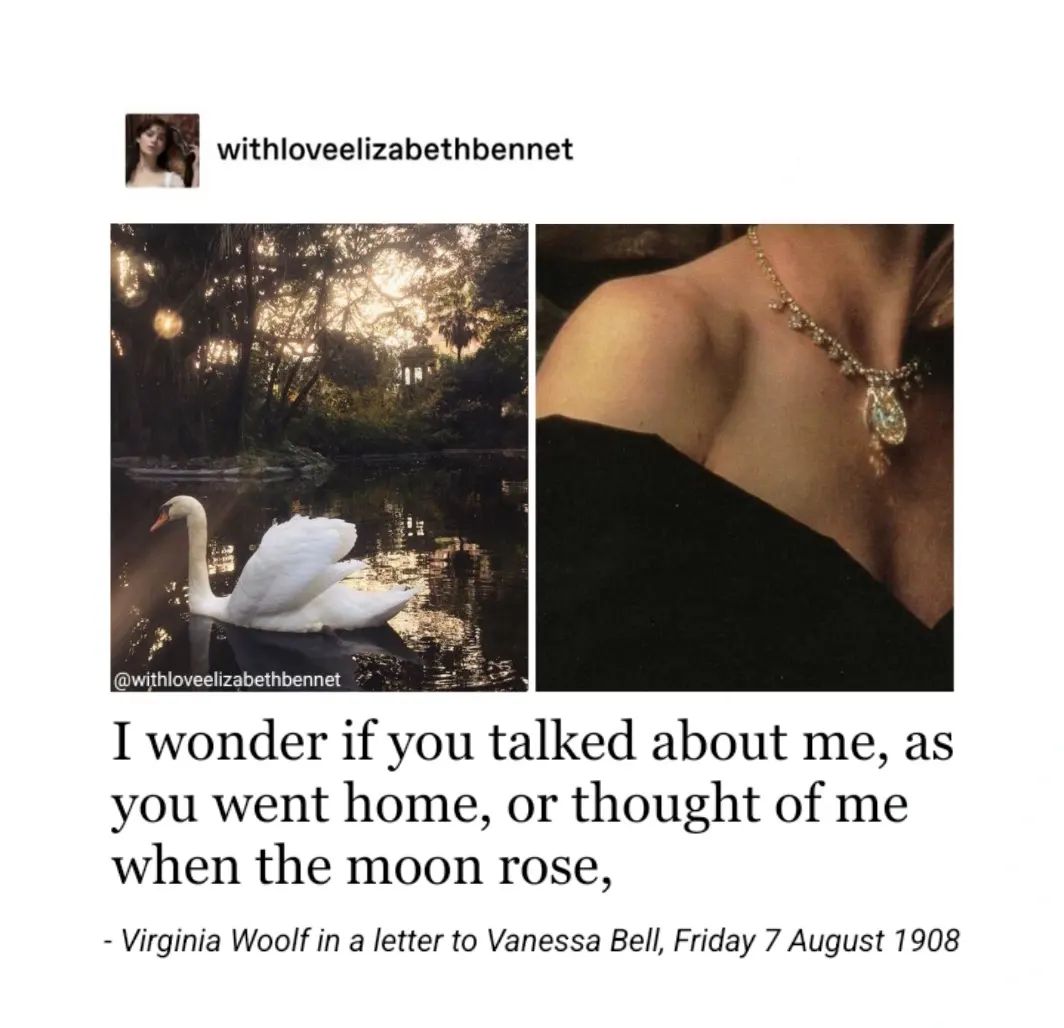 withloveelizabethbennet
@withloveelizabethbennet
I wonder if you talked about me, as
you went home, or thought of me
when the moon rose,
- Virginia Woolf in a letter to Vanessa Bell, Friday 7 August 1908